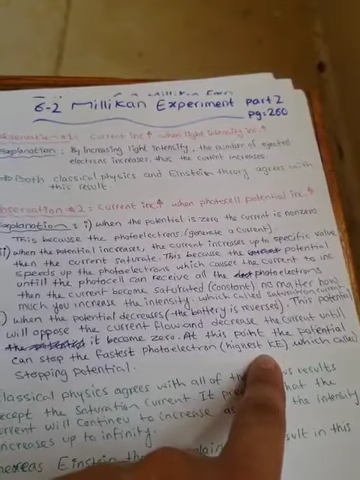 6-2 Millikan Experiment part 2
pg:260
observation #1: current inc↑ when light intensity inc.↑
explanation: By increasing light intensity, the number of ejected
electrons increases, thus the current increases.
Both classical physics and Einstein theory agrees with
this result.
observation #2: current inc.↑ when photocell potential inc.↑
explanation: i) when the potential is zero the current is nonzero
This because the photoelectrons (generate a current).
ii) when the potential increases, the current increases up to specific value
then the current saturate. This because the potential
speeds up the photoelectrons which causes the current to inc
untill the photocell can receive all the photoelectrons
then the current become saturated (constant) no matter how
much you increase the intensity, which called saturation current
) when the potential decreases (the battery is reversed). This potential
will oppose the current flow and decrease the current untill
it become zero. At this point the potential
can stop the fastest photoelectron (highest KE) which called
stopping potential.
classical physics agrees with all of the results
except the saturation current. It the
current will contineu to increase as the intensity
increases up to infinity.
whereas Einstein result in this